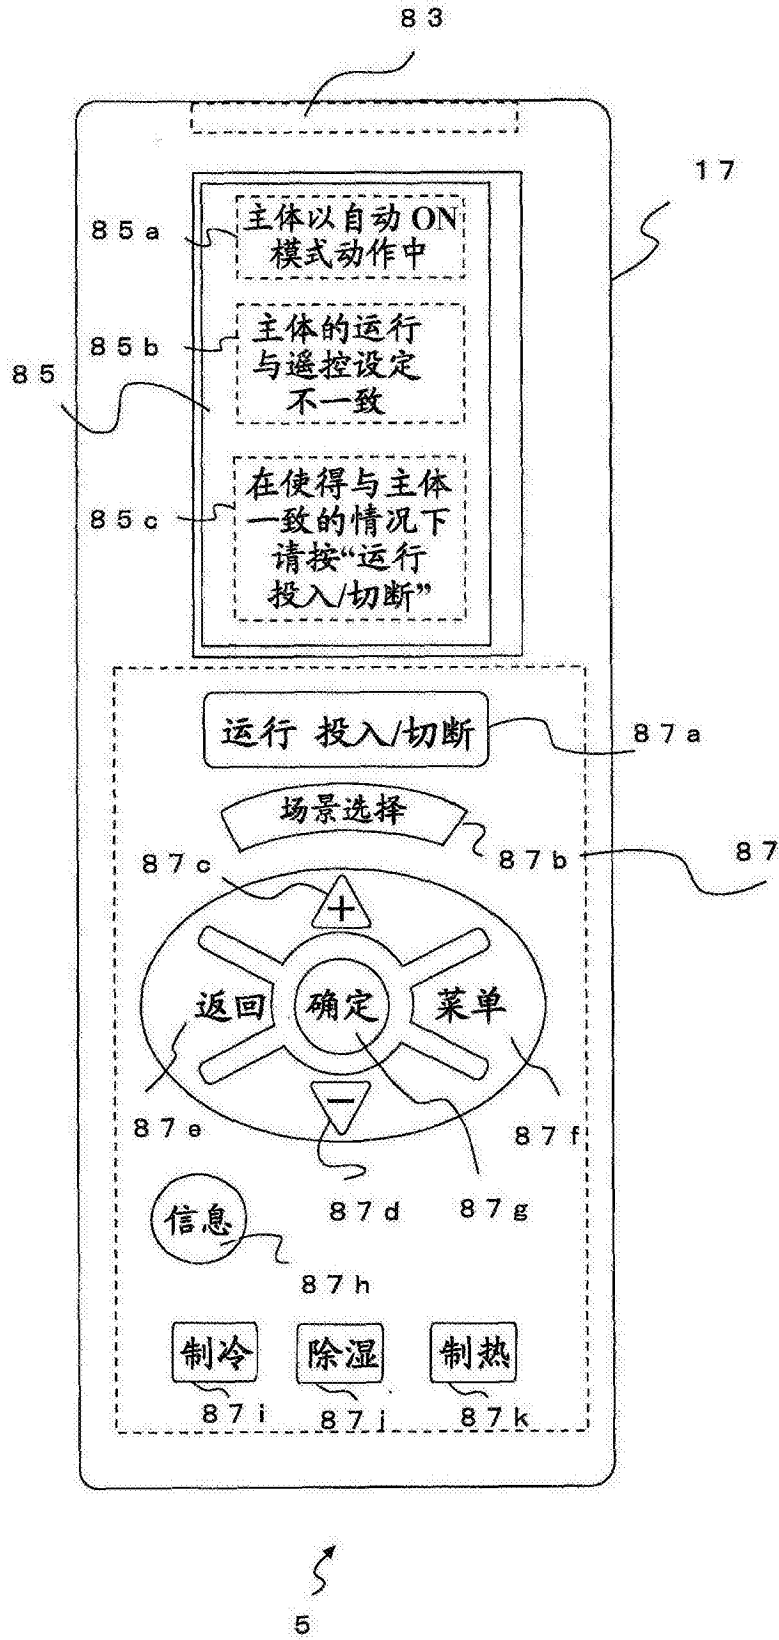 83
17
85a
主体以自动 ON
模式动作中
85b
主体的运行
与遥控设定
不一致
85
85c
在使得与主体
一致的情况下
请按“运行
投入/切断”
运行 投入/切断
87a
场景选择
87b
87
87c
+
返回
确定
菜单
−
87e
87f
87d
87g
信息
87h
制冷
除湿
制热
87i
87j
87k
5